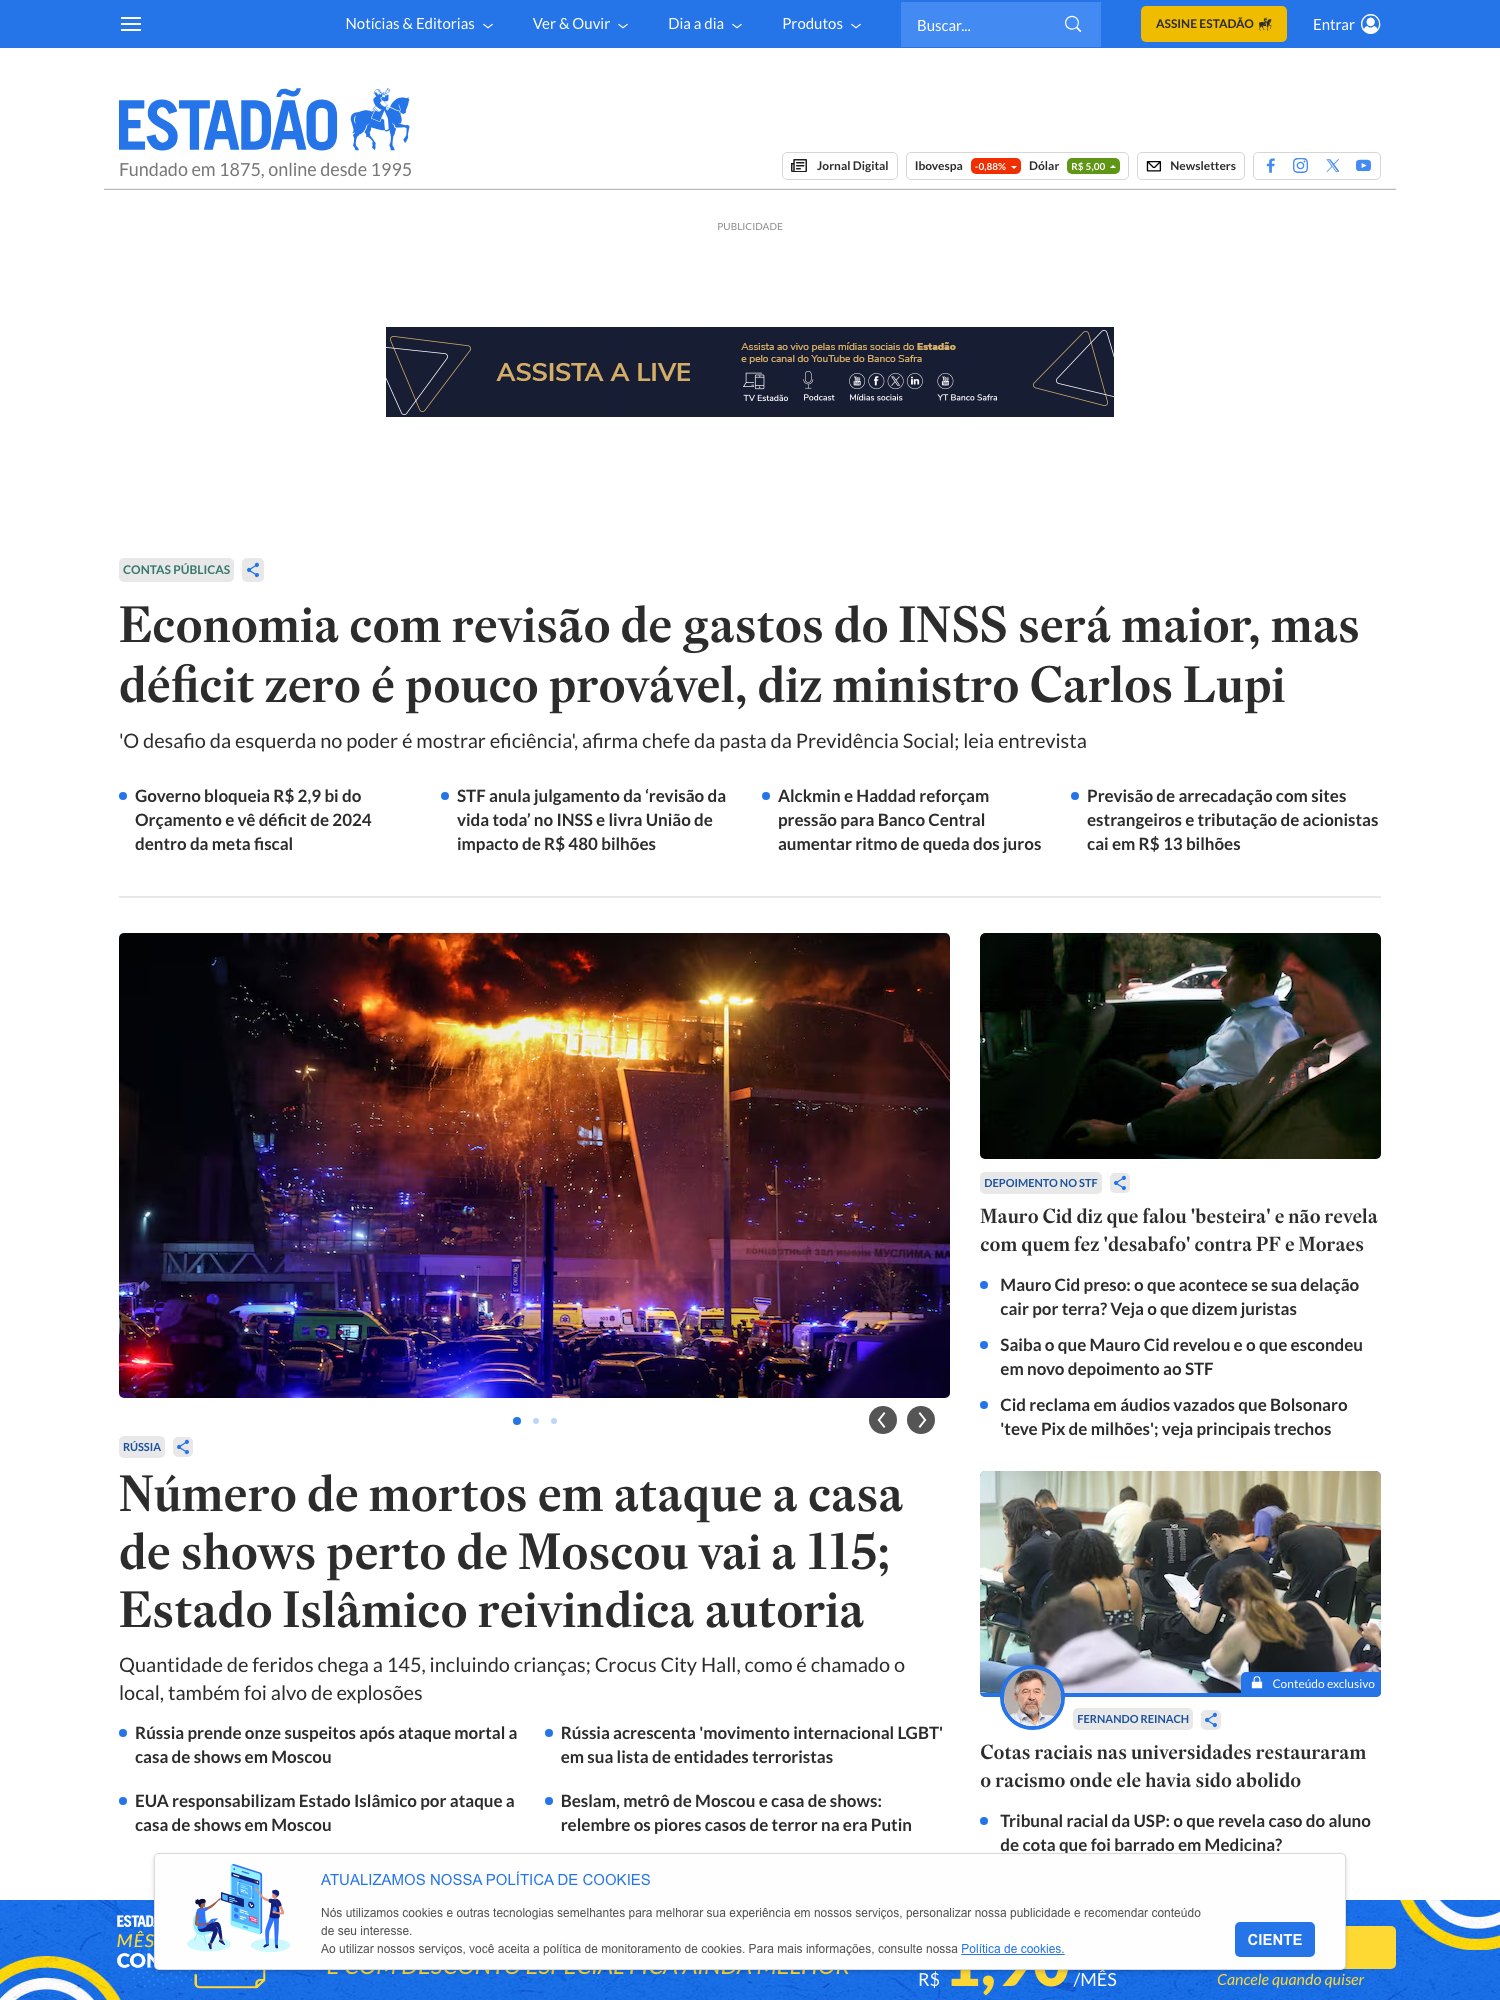 Notícias & Editorias
Ver & Ouvir
Dia a dia
Produtos
Buscar...
ASSINE ESTADÃO
Entrar
ESTADÃO
Fundado em 1875, online desde 1995
Jornal Digital
Ibovespa -0,88% Dólar R$ 5,00
Newsletters
PUBLICIDADE
ASSISTA A LIVE
Assista ao vivo pelas mídias sociais do Estadão
e pelo canal do YouTube do Banco Safra
TV Estadão
Podcast
Mídias sociais
YT Banco Safra
CONTAS PÚBLICAS
Economia com revisão de gastos do INSS será maior, mas
déficit zero é pouco provável, diz ministro Carlos Lupi
'O desafio da esquerda no poder é mostrar eficiência', afirma chefe da pasta da Previdência Social; leia entrevista
Governo bloqueia R$ 2,9 bi do
Orçamento e vê déficit de 2024
dentro da meta fiscal
STF anula julgamento da ‘revisão da
vida toda’ no INSS e livra União de
impacto de R$ 480 bilhões
Alckmin e Haddad reforçam
pressão para Banco Central
aumentar ritmo de queda dos juros
Previsão de arrecadação com sites
estrangeiros e tributação de acionistas
cai em R$ 13 bilhões
концертный зал имени МУСЛИМА МА
RÚSSIA
Número de mortos em ataque a casa
de shows perto de Moscou vai a 115;
Estado Islâmico reivindica autoria
Quantidade de feridos chega a 145, incluindo crianças; Crocus City Hall, como é chamado o
local, também foi alvo de explosões
Rússia prende onze suspeitos após ataque mortal a
casa de shows em Moscou
EUA responsabilizam Estado Islâmico por ataque a
casa de shows em Moscou
Rússia acrescenta 'movimento internacional LGBT'
em sua lista de entidades terroristas
Beslam, metrô de Moscou e casa de shows:
relembre os piores casos de terror na era Putin
DEPOIMENTO NO STF
Mauro Cid diz que falou 'besteira' e não revela
com quem fez 'desabafo' contra PF e Moraes
Mauro Cid preso: o que acontece se sua delação
cair por terra? Veja o que dizem juristas
Saiba o que Mauro Cid revelou e o que escondeu
em novo depoimento ao STF
Cid reclama em áudios vazados que Bolsonaro
'teve Pix de milhões'; veja principais trechos
Conteúdo exclusivo
FERNANDO REINACH
Cotas raciais nas universidades restauraram
o racismo onde ele havia sido abolido
Tribunal racial da USP: o que revela caso do aluno
de cota que foi barrado em Medicina?
ATUALIZAMOS NOSSA POLÍTICA DE COOKIES
Nós utilizamos cookies e outras tecnologias semelhantes para melhorar sua experiência em nossos serviços, personalizar nossa publicidade e recomendar conteúdo
de seu interesse.
Ao utilizar nossos serviços, você aceita a política de monitoramento de cookies. Para mais informações, consulte nossa Política de cookies.
CIENTE
E COM DESCONTO ESPECIAL FICA AINDA MELHOR
R$ 1,90 /MÊS
Cancele quando quiser